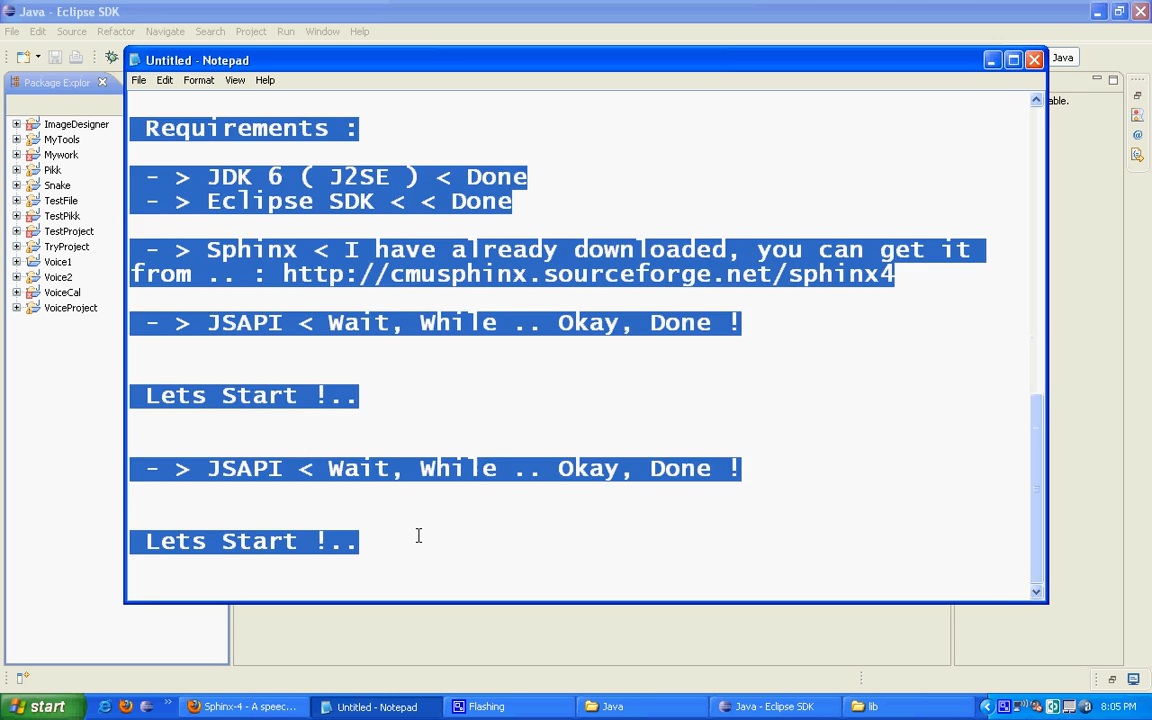 Java - Eclipse SDK
File Edit Source Refactor Navigate Search Project Run Window Help
Untitled - Notepad
Java
File Edit Format View Help
Package Explor
able.
ImageDesigner
MyTools
Mywork
Pikk
Snake
TestFile
TestPikk
TestProject
TryProject
Voice1
Voice2
VoiceCal
VoiceProject
Requirements :
- > JDK 6 ( J2SE ) < Done
- > Eclipse SDK < < Done
- > Sphinx < I have already downloaded, you can get it
from .. : http://cmusphinx.sourceforge.net/sphinx4
- > JSAPI < Wait, While .. Okay, Done !
Lets Start !..
- > JSAPI < Wait, While .. Okay, Done !
Lets Start !..
start
Sphinx-4 - A speec...
Untitled - Notepad
Flashing
Java
Java - Eclipse SDK
lib
8:05 PM